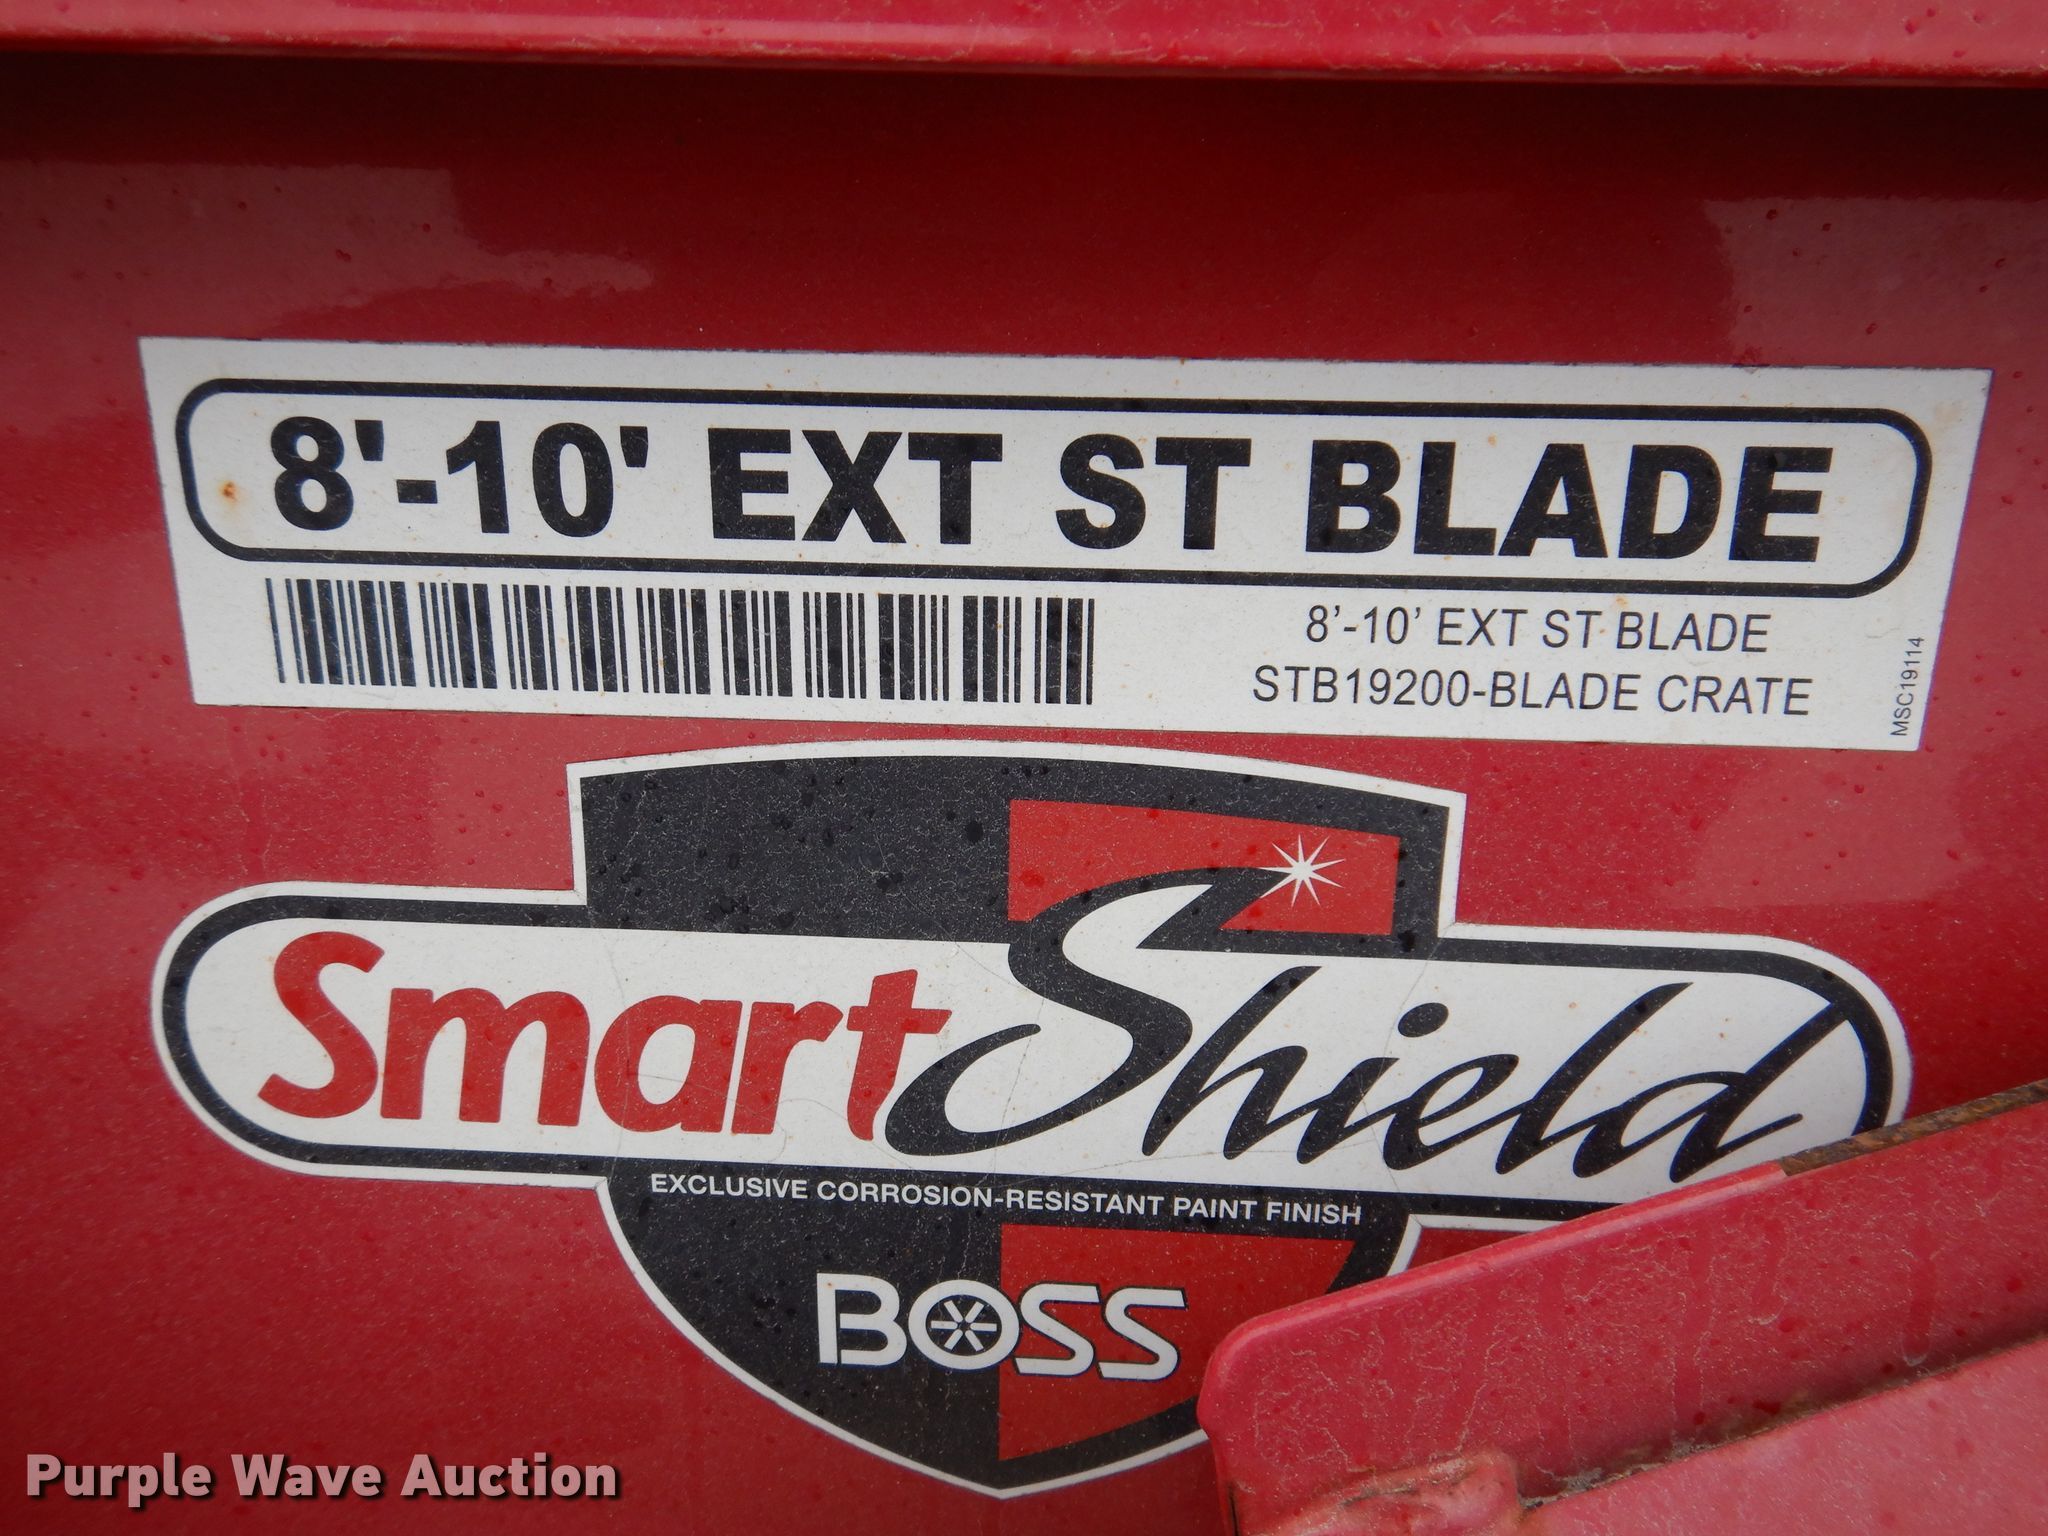 8'-10' EXT ST BLADE
8'-10' EXT ST BLADE
STB19200-BLADE CRATE
MSC19114
SmartShield
EXCLUSIVE CORROSION-RESISTANT PAINT FINISH
BOSS
Purple Wave Auction